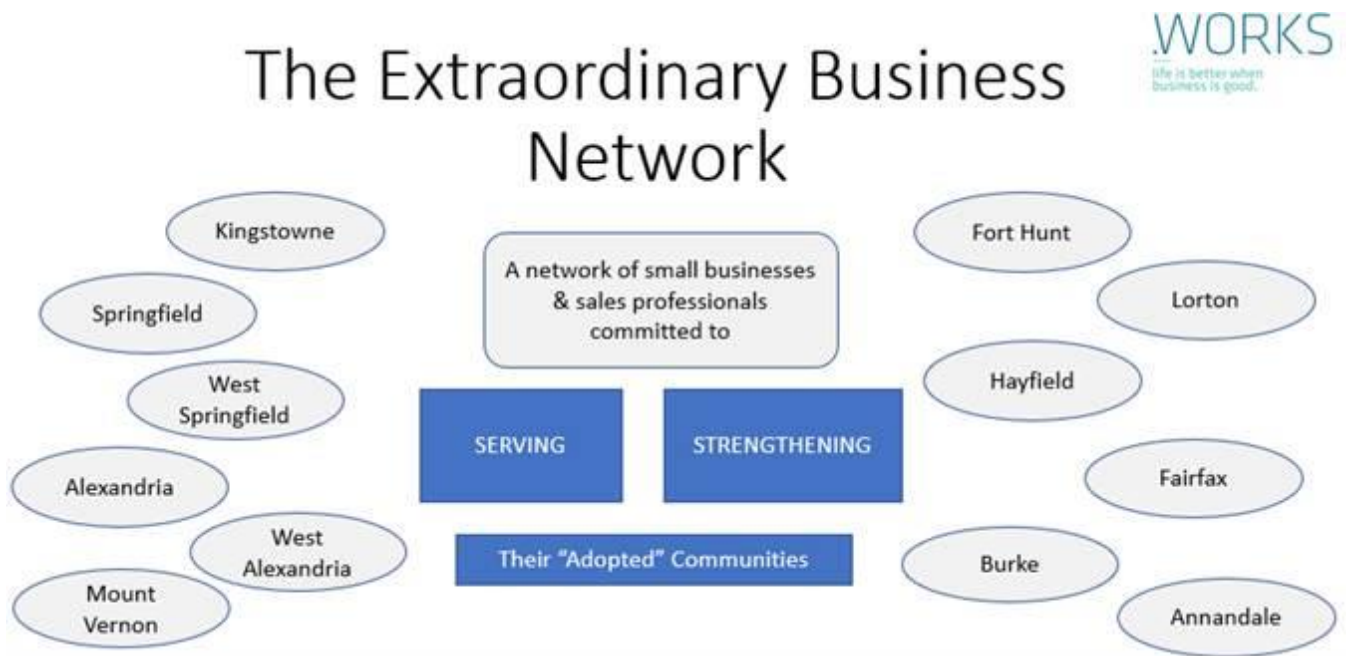 .WORKS
life is better when
business is good.
The Extraordinary Business
Network
Kingstowne
Springfield
West
Springfield
Alexandria
West
Alexandria
Mount
Vernon
A network of small businesses
& sales professionals
committed to
SERVING
STRENGTHENING
Their “Adopted” Communities
Fort Hunt
Lorton
Hayfield
Fairfax
Burke
Annandale